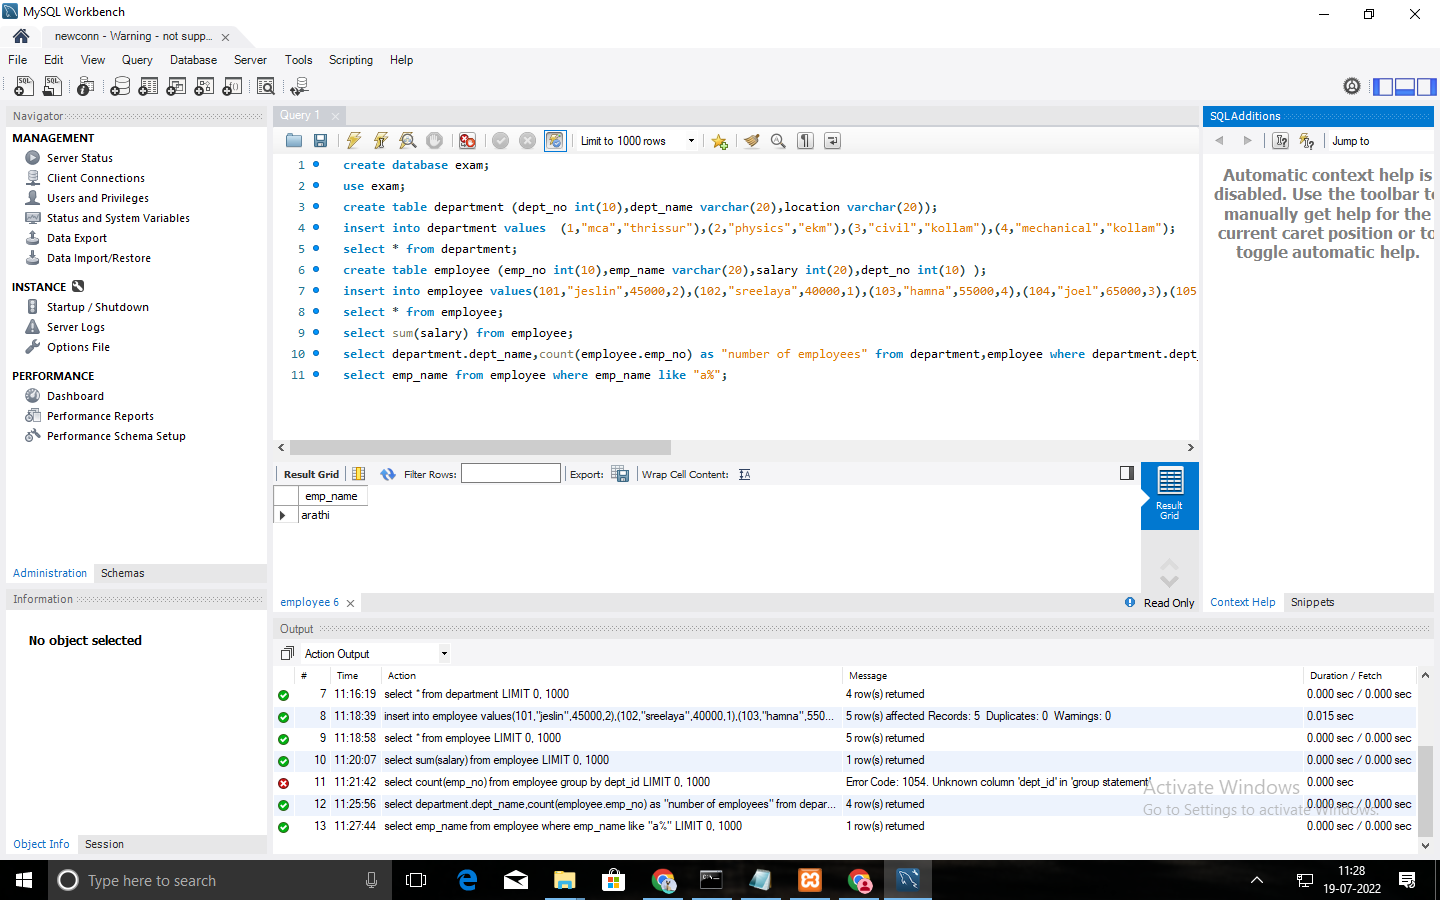 MySQL Workbench
newconn - Warning - not supp...
File Edit View Query Database Server Tools Scripting Help
Navigator
MANAGEMENT
Server Status
Client Connections
Users and Privileges
Status and System Variables
Data Export
Data Import/Restore
INSTANCE
Startup / Shutdown
Server Logs
Options File
PERFORMANCE
Dashboard
Performance Reports
Performance Schema Setup
Administration Schemas
Information
No object selected
Object Info Session
Query 1
Limit to 1000 rows
1 create database exam;
2 use exam;
3 create table department (dept_no int(10),dept_name varchar(20),location varchar(20));
4 insert into department values (1,"mca","thrissur"),(2,"physics","ekm"),(3,"civil","kollam"),(4,"mechanical","kollam");
5 select * from department;
6 create table employee (emp_no int(10),emp_name varchar(20),salary int(20),dept_no int(10) );
7 insert into employee values(101,"jeslin",45000,2),(102,"sreelaya",40000,1),(103,"hamna",55000,4),(104,"joel",65000,3),(105
8 select * from employee;
9 select sum(salary) from employee;
10 select department.dept_name,count(employee.emp_no) as "number of employees" from department,employee where department.dept_
11 select emp_name from employee where emp_name like "a%";
Result Grid Filter Rows: Export: Wrap Cell Content:
emp_name
arathi
Result
Grid
employee 6 Read Only
SQLAdditions
Jump to
Automatic context help is
disabled. Use the toolbar to
manually get help for the
current caret position or to
toggle automatic help.
Context Help Snippets
Output
Action Output
# Time Action Message Duration / Fetch
7 11:16:19 select * from department LIMIT 0, 1000 4 row(s) returned 0.000 sec / 0.000 sec
8 11:18:39 insert into employee values(101,"jeslin",45000,2),(102,"sreelaya",40000,1),(103,"hamna",550... 5 row(s) affected Records: 5 Duplicates: 0 Warnings: 0 0.015 sec
9 11:18:58 select * from employee LIMIT 0, 1000 5 row(s) returned 0.000 sec / 0.000 sec
10 11:20:07 select sum(salary) from employee LIMIT 0, 1000 1 row(s) returned 0.000 sec / 0.000 sec
11 11:21:42 select count(emp_no) from employee group by dept_id LIMIT 0, 1000 Error Code: 1054. Unknown column 'dept_id' in 'group statement' 0.000 sec
12 11:25:56 select department.dept_name,count(employee.emp_no) as "number of employees" from depar... 4 row(s) returned 0.000 sec / 0.000 sec
13 11:27:44 select emp_name from employee where emp_name like "a%" LIMIT 0, 1000 1 row(s) returned 0.000 sec / 0.000 sec
Activate Windows
Go to Settings to activate Windows.
Type here to search
11:28
19-07-2022